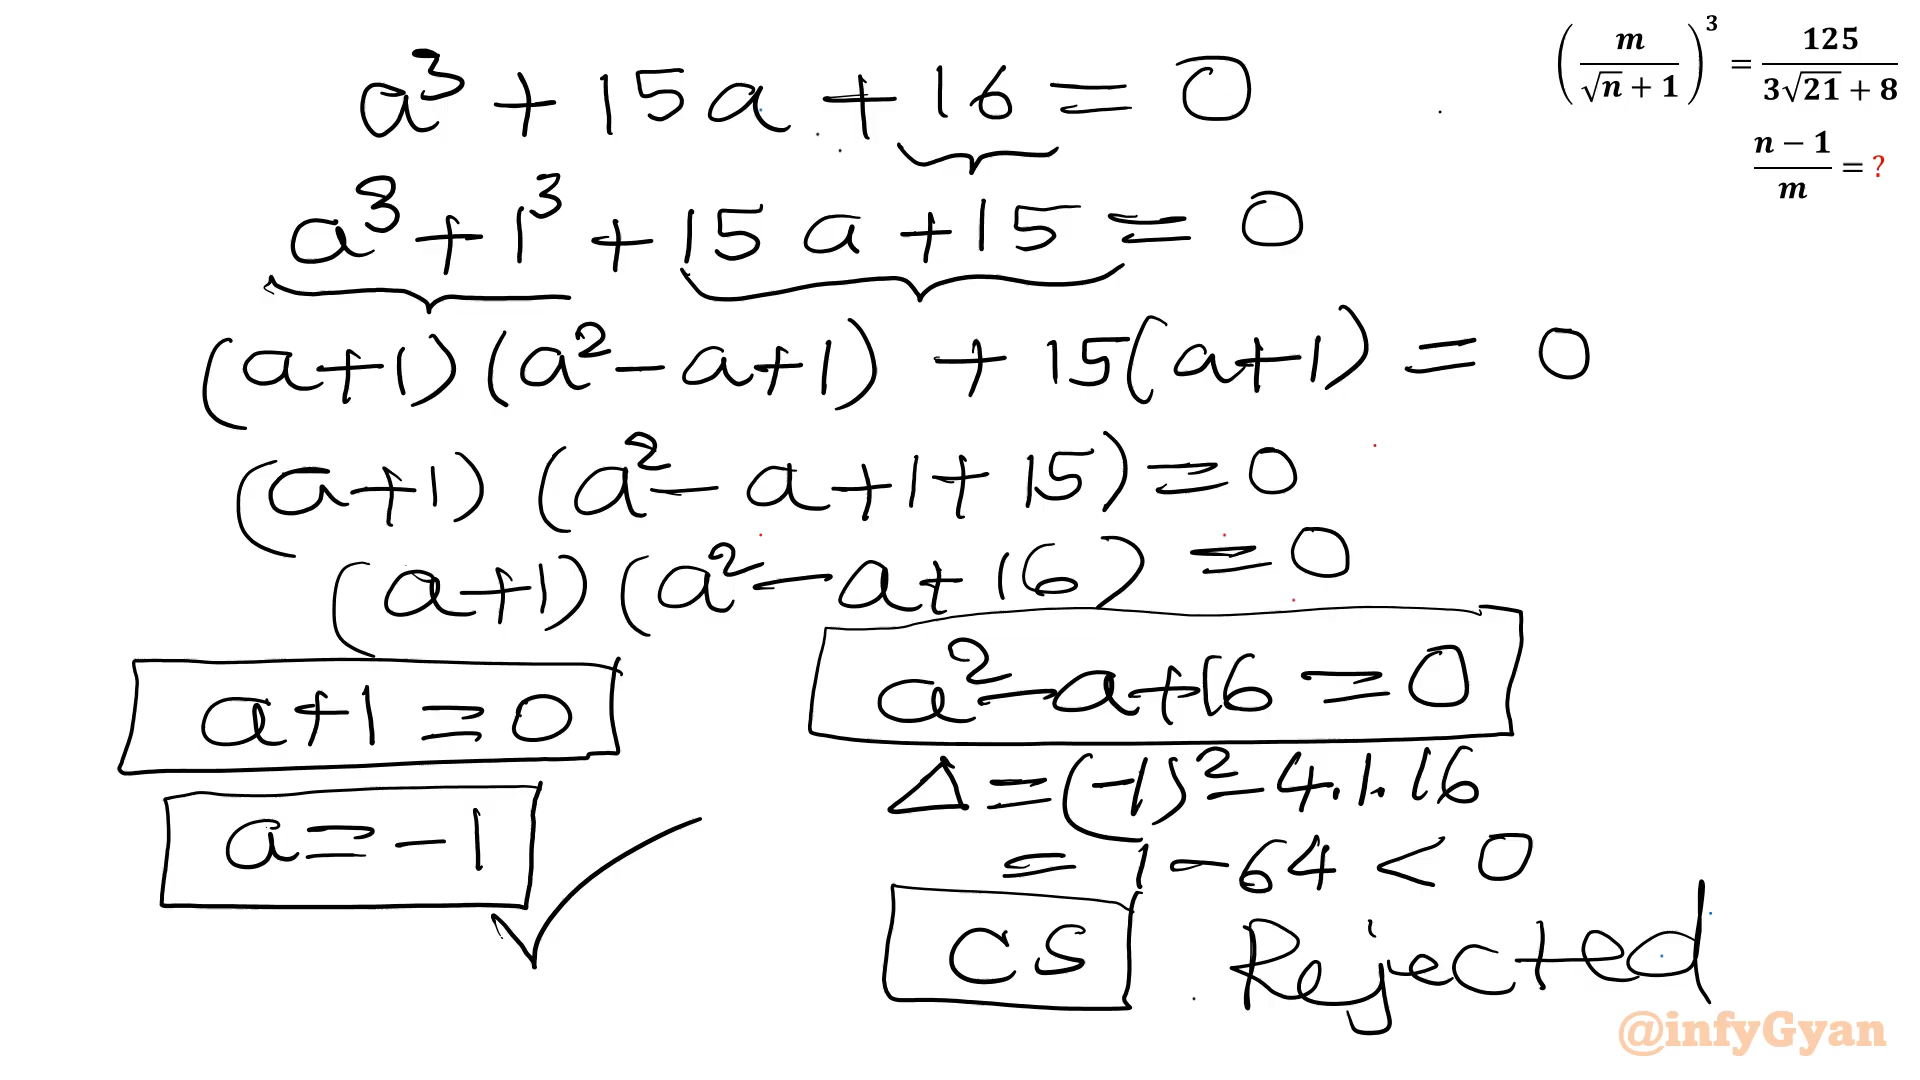 a³ + 15a + 16 = 0
a³ + 1³ + 15a + 15 = 0
(a+1)(a² - a + 1) + 15(a+1) = 0
(a+1)(a² - a + 1 + 15) = 0
(a+1)(a² - a + 16) = 0
a+1 = 0
a = -1
a² - a + 16 = 0
Δ = (-1)² - 4.1.16
= 1 - 64 < 0
CS
Rejected
(m/(√n + 1))³ = 125/(3√21 + 8)
(n - 1)/m = ?
@infyGyan